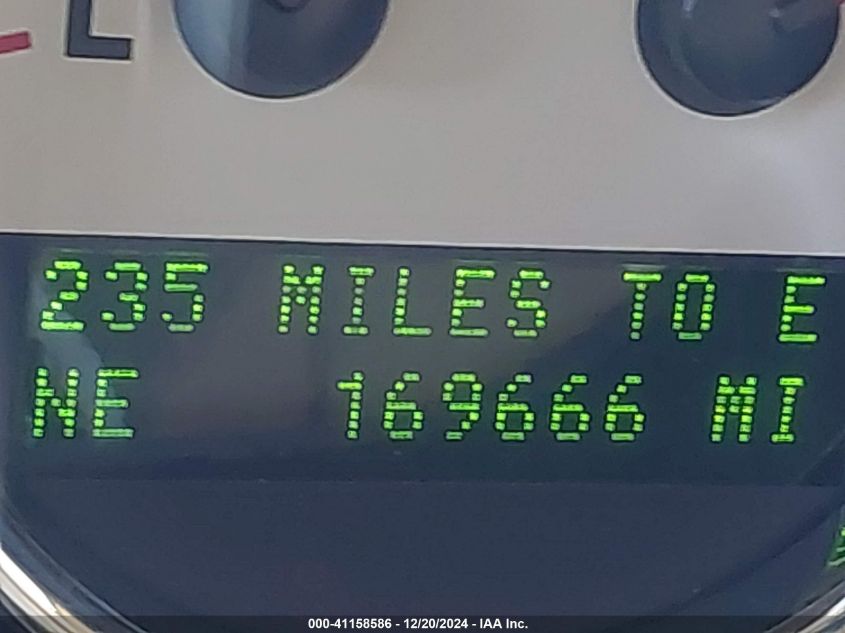 L
235 MILES TO E
NE 169666 MI
000-41158586 - 12/20/2024 - IAA Inc.